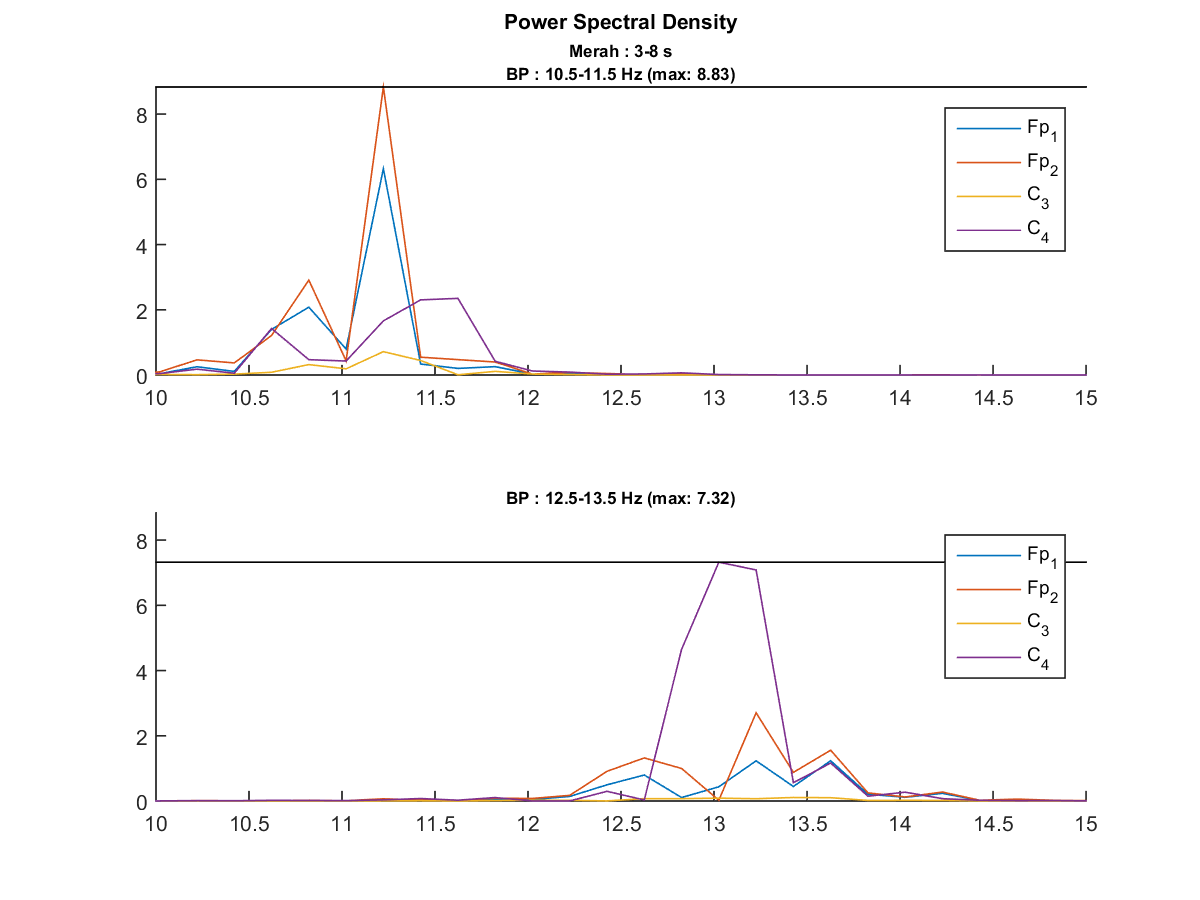 Power Spectral Density
Merah : 3-8 s
BP : 10.5-11.5 Hz (max: 8.83)
8
6
4
2
0
10 10.5 11 11.5 12 12.5 13 13.5 14 14.5 15
Fp1
Fp2
C3
C4
BP : 12.5-13.5 Hz (max: 7.32)
8
6
4
2
0
10 10.5 11 11.5 12 12.5 13 13.5 14 14.5 15
Fp1
Fp2
C3
C4